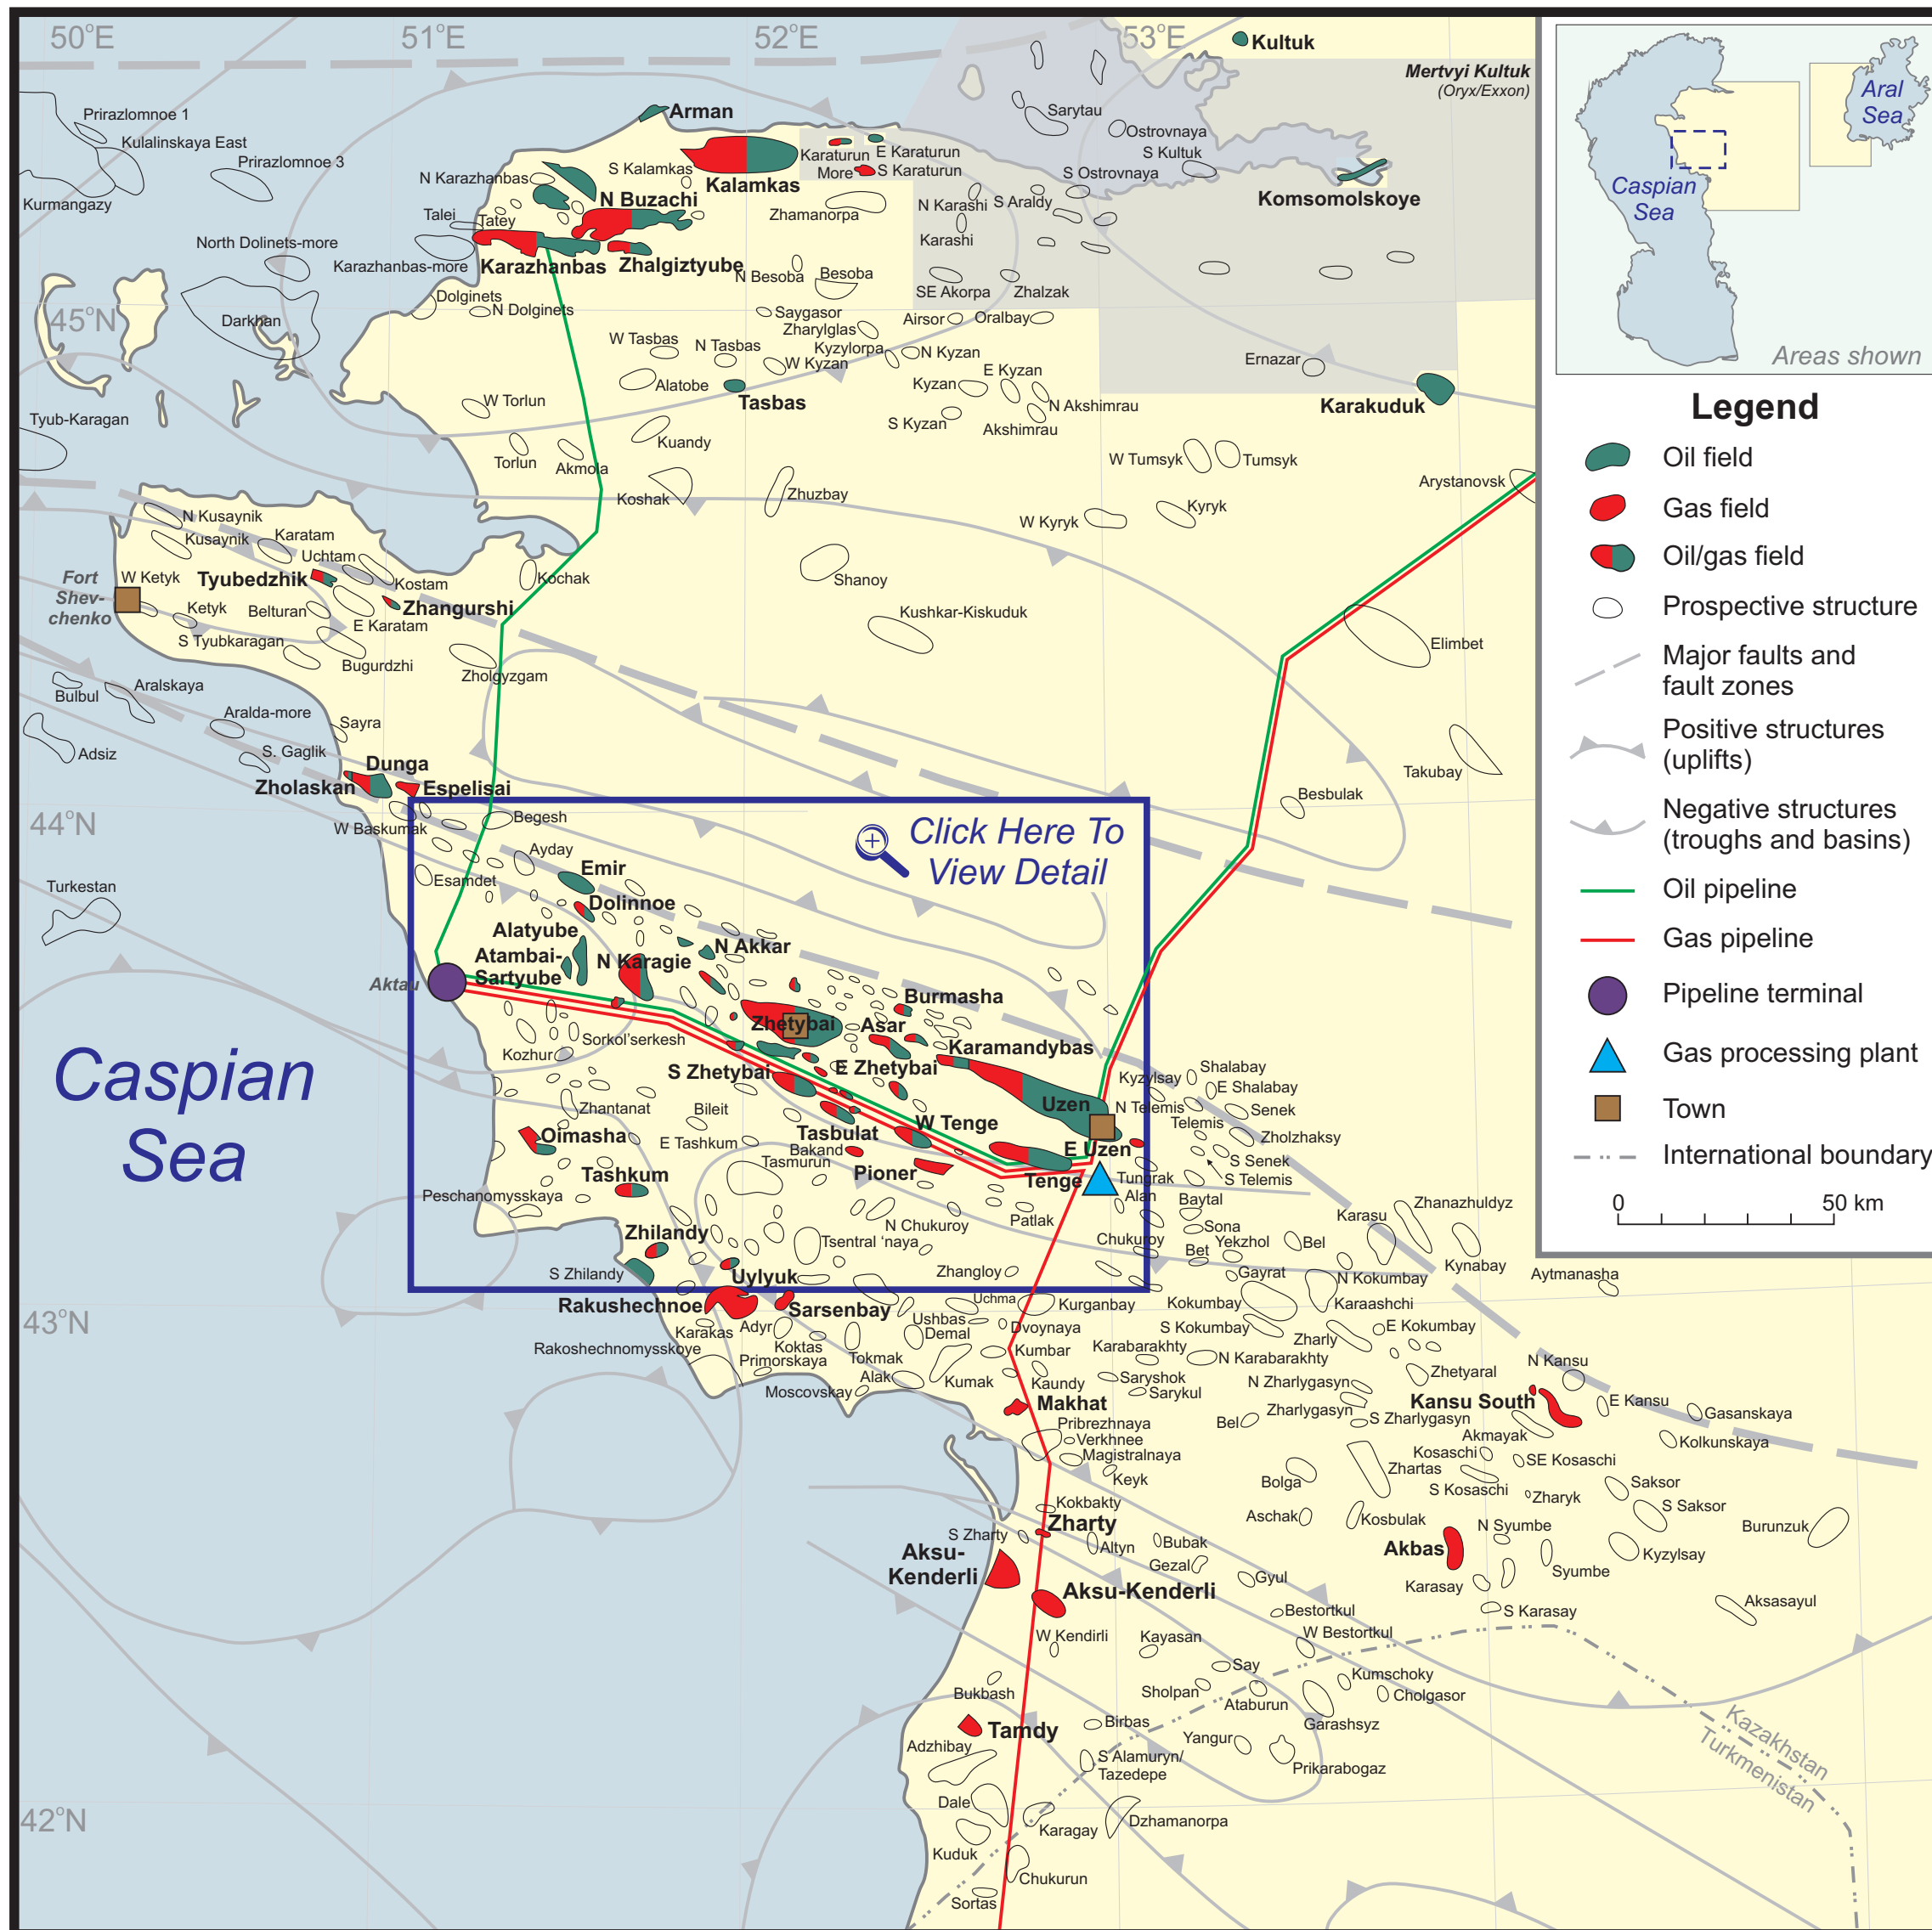 50°E
51°E
52°E
53°E
Kultuk
Mertvyi Kultuk
(Oryx/Exxon)
Aral
Sea
Caspian
Sea
Areas shown
Prirazlomnoe 1
Kulalinskaya East
Prirazlomnoe 3
Kurmangazy
Arman
Sarytau
Ostrovnaya
S Kultuk
S Ostrovnaya
Komsomolskoye
N Karazhanbas
S Kalamkas
Kalamkas
Karaturun
More
E Karaturun
S Karaturun
N Buzachi
Zhamanorpa
N Karashi
S Araldy
Karashi
Talei
Tatey
North Dolinets-more
Karazhanbas-more
Karazhanbas
Zhalgiztyube
N Besoba
Besoba
SE Akorpa
Zhalzak
Dolginets
N Dolginets
45°N
Darkhan
Saygasor
Zharylglas
Airsor
Oralbay
W Tasbas
N Tasbas
Kyzylorpa
W Kyzan
N Kyzan
Ernazar
Alatobe
Tasbas
Kyzan
E Kyzan
N Akshimrau
S Kyzan
Akshimrau
Karakuduk
W Torlun
Tyub-Karagan
Kuandy
Torlun
Akmola
W Tumsyk
Tumsyk
Koshak
Zhuzbay
Arystanovsk
W Kyryk
Kyryk
N Kusaynik
Kusaynik
Karatam
Uchtam
Fort
Shev-
chenko
W Ketyk
Tyubedzhik
Kostam
Kochak
Shanoy
Ketyk
Belturan
Zhangurshi
E Karatam
Kushkar-Kiskuduk
S Tyubkaragan
Bugurdzhi
Elimbet
Zholgyzgam
Bulbul
Aralskaya
Aralda-more
Sayra
Adsiz
S. Gaglik
Takubay
Dunga
Zholaskan
Espelisai
Besbulak
44°N
W Baskumak
Begesh
Click Here To
View Detail
Ayday
Esamdet
Emir
Turkestan
Dolinnoe
Alatyube
N Akkar
Atambai-
Sartyube
N Karagie
Aktau
Burmasha
Zhetybai
Asar
Sorkol'serkesh
Karamandybas
Kozhur
S Zhetybai
E Zhetybai
Kyzylsay
Shalabay
E Shalabay
Caspian
Sea
Zhantanat
Bileit
Uzen
N Telemis
Senek
Telemis
Zholzhaksy
Oimasha
E Tashkum
Tasbulat
W Tenge
Bakand
Tasmurun
E Uzen
S Senek
S Telemis
Tashkum
Pioner
Tenge
Tungrak
Alan
Baytal
Peschanomysskaya
N Chukuroy
Patlak
Sona
Karasu
Zhanazhuldyz
Zhilandy
Tsentral 'naya
Chukuroy
Bet
Yekzhol
Bel
S Zhilandy
Uylyuk
Zhangloy
Gayrat
N Kokumbay
Kynabay
Aytmanasha
43°N
Rakushechnoe
Sarsenbay
Uchma
Kurganbay
Kokumbay
Karaashchi
Karakas
Adyr
Ushbas
Demal
Dvoynaya
S Kokumbay
Zharly
E Kokumbay
Rakoshechnomysskoye
Koktas
Primorskaya
Tokmak
Kumbar
Karabarakhty
N Karabarakhty
Zhetyaral
N Kansu
Moscovskay
Alak
Kumak
Kaundy
Saryshok
Sarykul
N Zharlygasyn
Kansu South
E Kansu
Makhat
Bel
Zharlygasyn
S Zharlygasyn
Gasanskaya
Pribrezhnaya
Verkhnee
Magistralnaya
Akmayak
Kolkunskaya
Kosaschi
SE Kosaschi
Keyk
Bolga
Zhartas
S Kosaschi
Saksor
Kokbakty
Zharyk
S Saksor
Zharty
S Zharty
Aschak
Kosbulak
N Syumbe
Burunzuk
Aksu-
Kenderli
Altyn
Bubak
Akbas
Gezal
Kyzylsay
Aksu-Kenderli
Gyul
Karasay
Syumbe
Bestortkul
S Karasay
Aksasayul
W Kendirli
Kayasan
W Bestortkul
Say
Kumschoky
Bukbash
Sholpan
Ataburun
Cholgasor
Garashsyz
Tamdy
Birbas
Yangur
Adzhibay
S Alamuryn/
Tazedepe
Prikarabogaz
Kazakhstan
Turkmenistan
42°N
Dale
Karagay
Dzhamanorpa
Kuduk
Chukurun
Sortas
Legend
Oil field
Gas field
Oil/gas field
Prospective structure
Major faults and
fault zones
Positive structures
(uplifts)
Negative structures
(troughs and basins)
Oil pipeline
Gas pipeline
Pipeline terminal
Gas processing plant
Town
International boundary
0
50 km